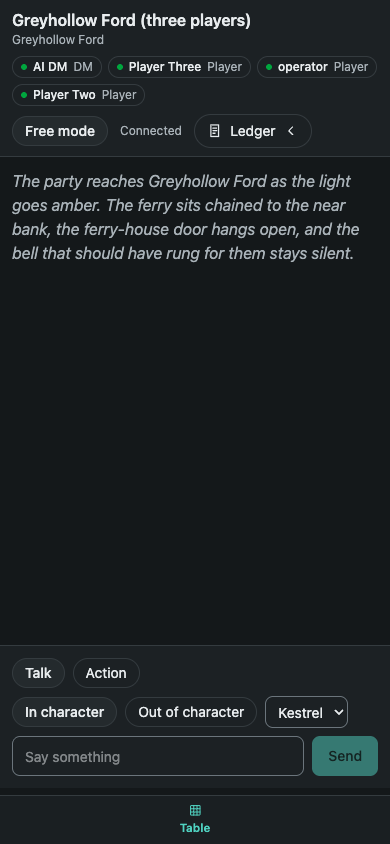 Greyhollow Ford (three players)
Greyhollow Ford
AI DM DM Player Three Player operator Player
Player Two Player
Free mode Connected Ledger
The party reaches Greyhollow Ford as the light
goes amber. The ferry sits chained to the near
bank, the ferry-house door hangs open, and the
bell that should have rung for them stays silent.
Talk Action
In character Out of character Kestrel
Say something Send
Table